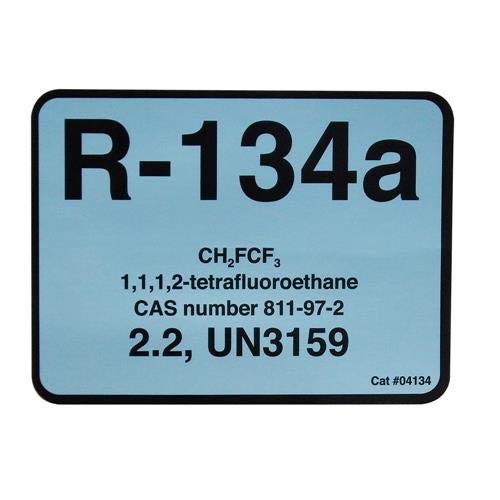 R-134a
CH₂FCF₃
1,1,1,2-tetrafluoroethane
CAS number 811-97-2
2.2, UN3159
Cat #04134